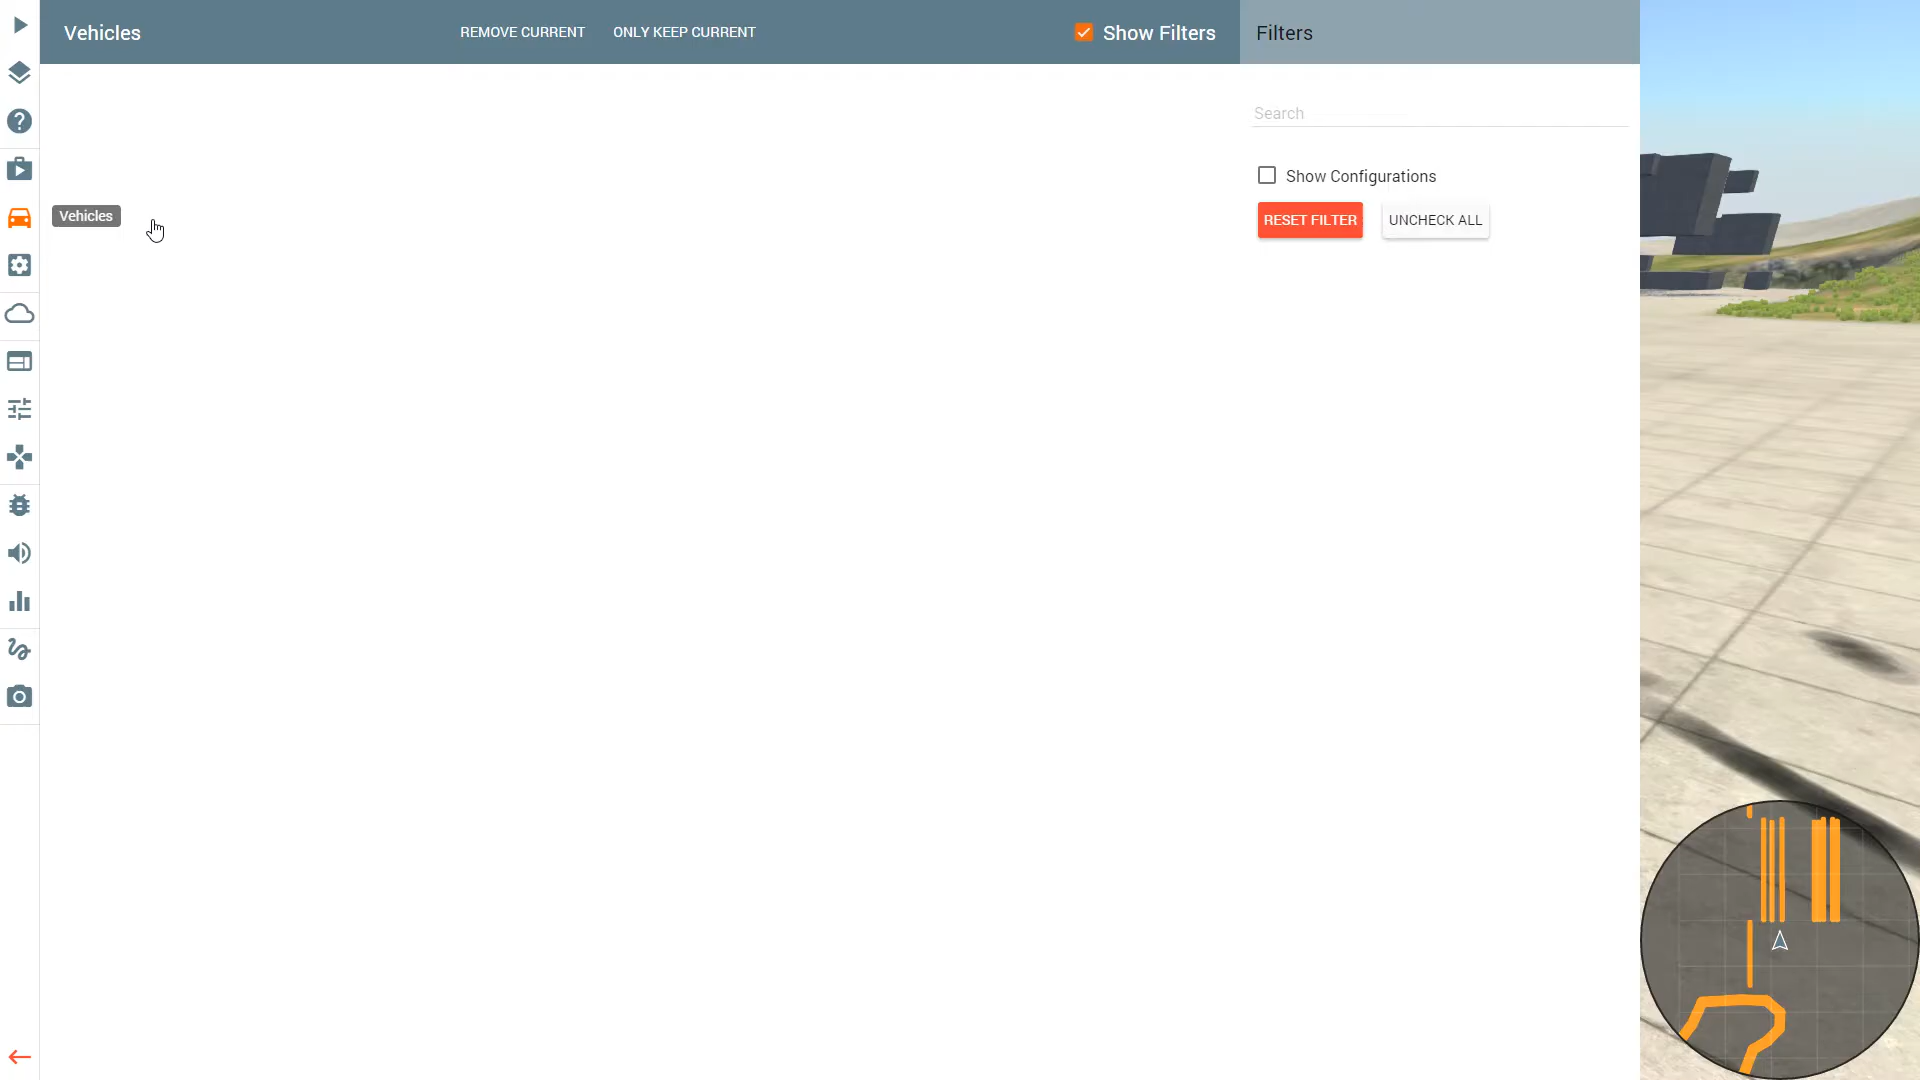 Vehicles
REMOVE CURRENT
ONLY KEEP CURRENT
Show Filters
Filters
Search
Show Configurations
Vehicles
RESET FILTER
UNCHECK ALL